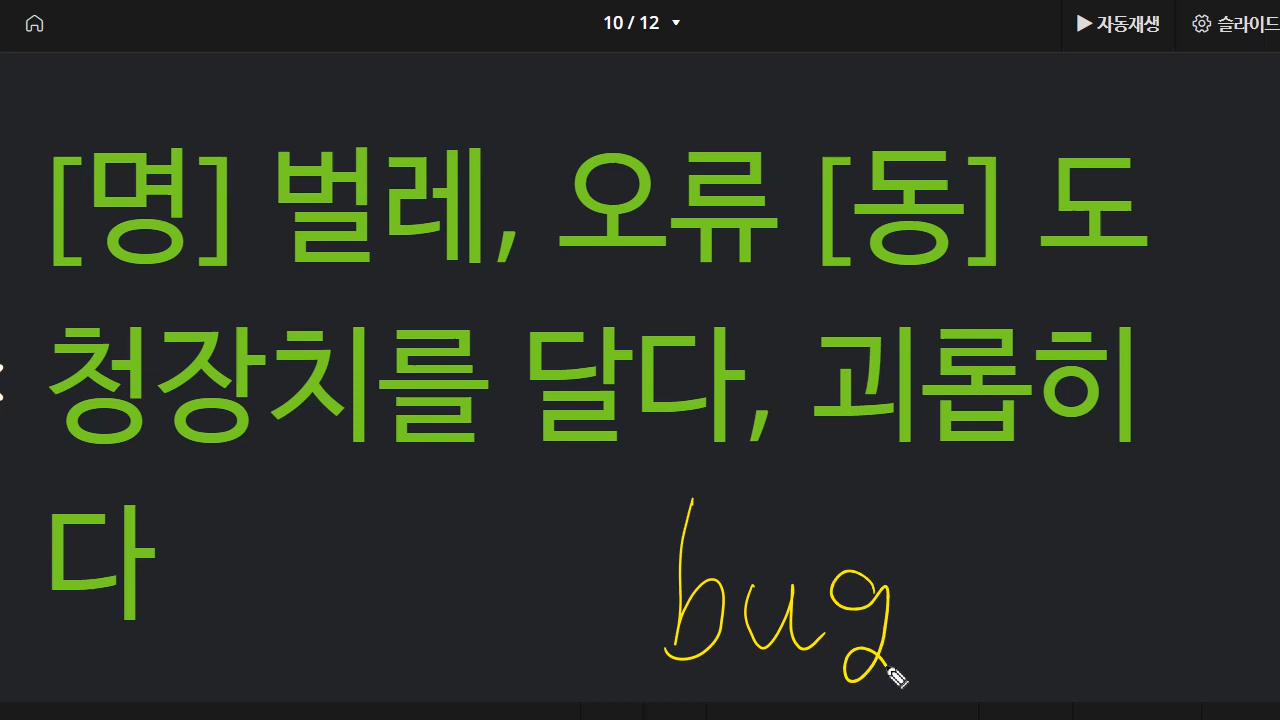 10 / 12
자동재생
슬라이드
[명] 벌레, 오류 [동] 도
청장치를 달다, 괴롭히
다
bug